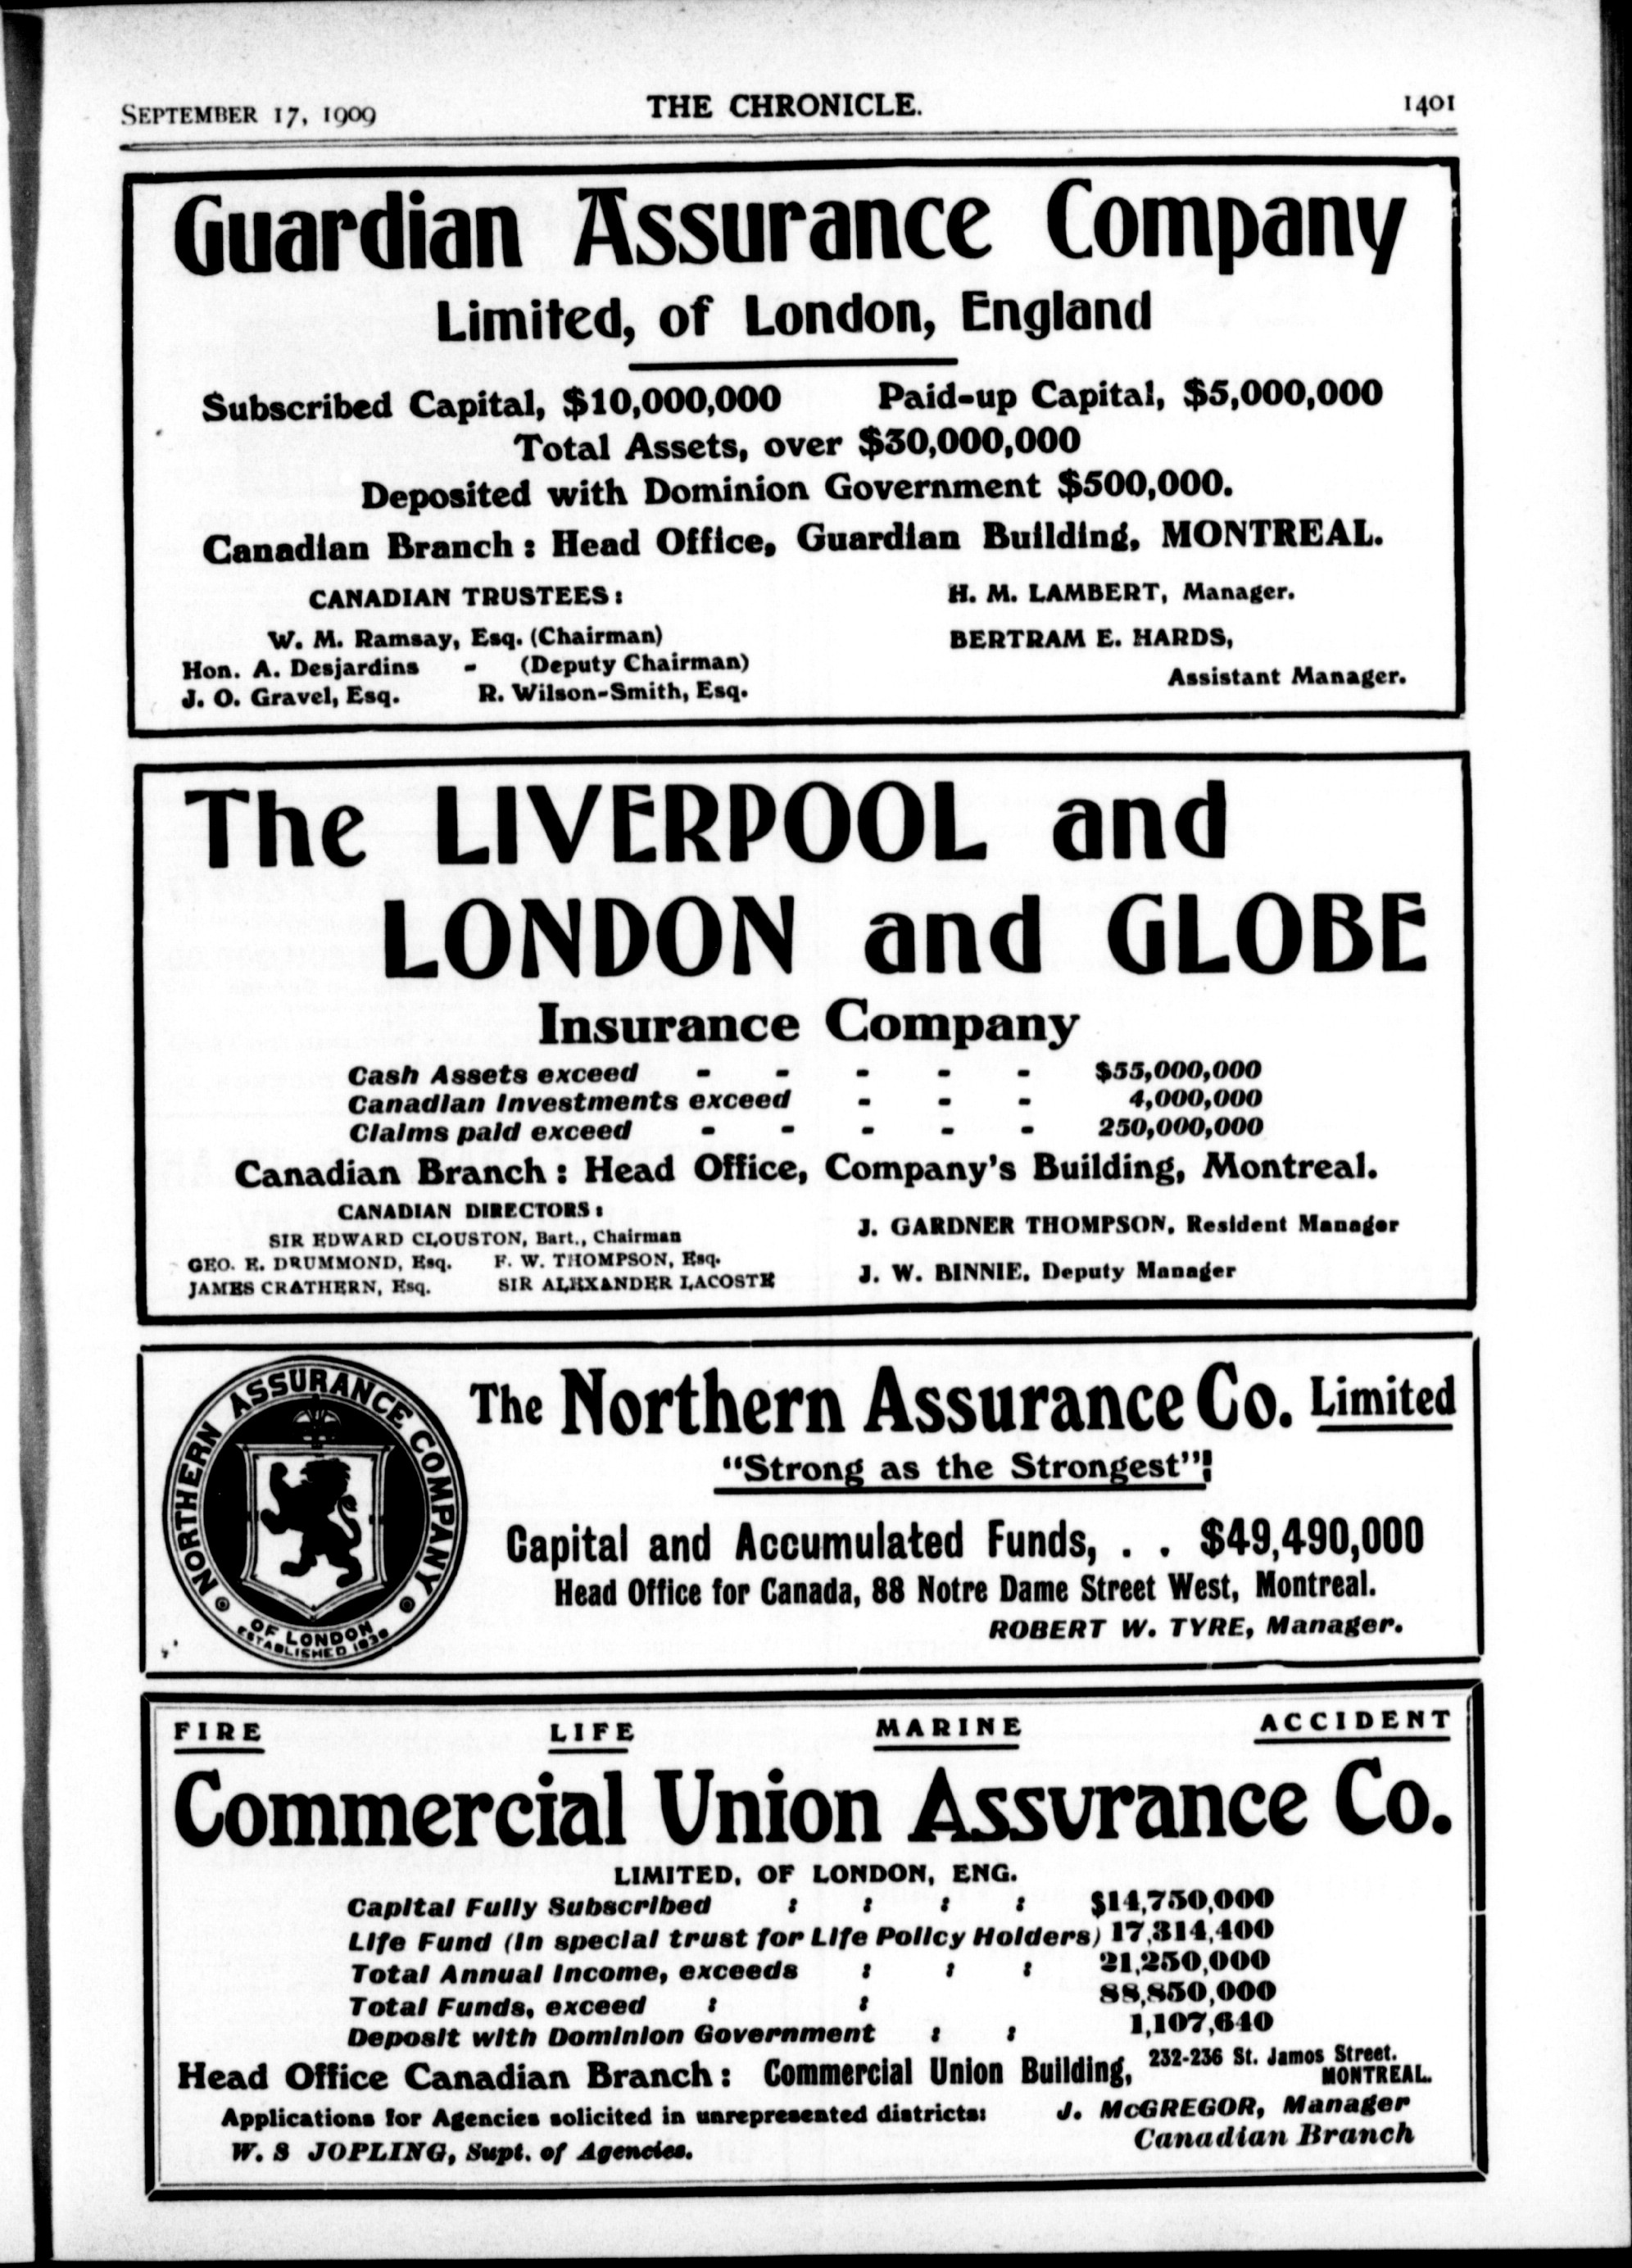 SEPTEMBER 17, 1909 THE CHRONICLE. 1401
Guardian Assurance Company
Limited, of London, England
Subscribed Capital, $10,000,000 Paid-up Capital, $5,000,000
Total Assets, over $30,000,000
Deposited with Dominion Government $500,000.
Canadian Branch : Head Office, Guardian Building, MONTREAL.
CANADIAN TRUSTEES :
W. M. Ramsay, Esq. (Chairman)
Hon. A. Desjardins - (Deputy Chairman)
J. O. Gravel, Esq. R. Wilson-Smith, Esq.
H. M. LAMBERT, Manager.
BERTRAM E. HARDS,
Assistant Manager.
The LIVERPOOL and
LONDON and GLOBE
Insurance Company
Cash Assets exceed - - - - - $55,000,000
Canadian Investments exceed - - - 4,000,000
Claims paid exceed - - - - - 250,000,000
Canadian Branch : Head Office, Company's Building, Montreal.
CANADIAN DIRECTORS :
SIR EDWARD CLOUSTON, Bart., Chairman
GEO. E. DRUMMOND, Esq. F. W. THOMPSON, Esq.
JAMES CRATHERN, Esq. SIR ALEXANDER LACOSTE
J. GARDNER THOMPSON, Resident Manager
J. W. BINNIE, Deputy Manager
NORTHERN ASSURANCE COMPANY
OF LONDON
ESTABLISHED 1836
The Northern Assurance Co. Limited
"Strong as the Strongest"!
Capital and Accumulated Funds, . . $49,490,000
Head Office for Canada, 88 Notre Dame Street West, Montreal.
ROBERT W. TYRE, Manager.
FIRE LIFE MARINE ACCIDENT
Commercial Union Assurance Co.
LIMITED, OF LONDON, ENG.
Capital Fully Subscribed : : : : $14,750,000
Life Fund (In special trust for Life Policy Holders) 17,314,400
Total Annual Income, exceeds : : : 21,250,000
Total Funds, exceed : : 88,850,000
Deposit with Dominion Government : : 1,107,640
Head Office Canadian Branch : Commercial Union Building, 232-236 St. James Street.
MONTREAL.
Applications for Agencies solicited in unrepresented districts:
W. S JOPLING, Supt. of Agencies.
J. McGREGOR, Manager
Canadian Branch